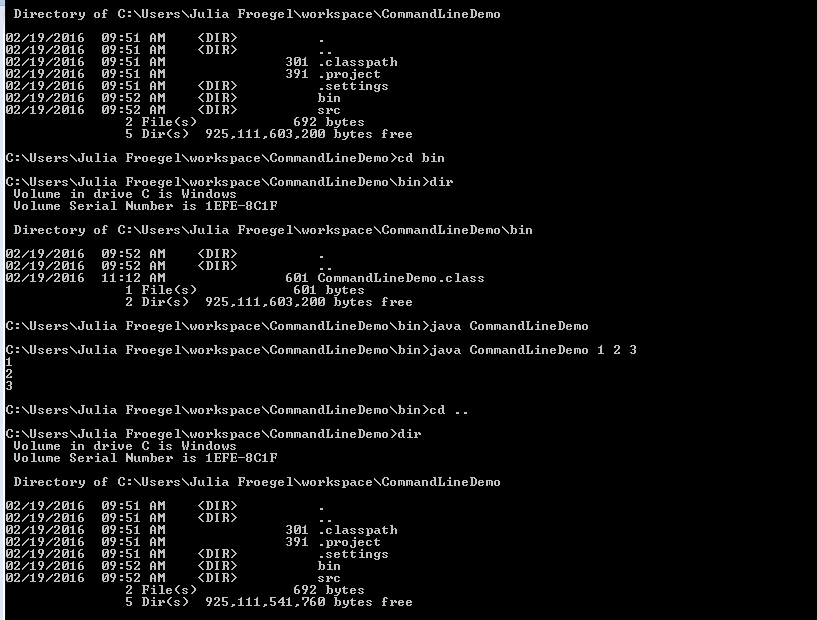 Directory of C:\Users\Julia Froegel\workspace\CommandLineDemo
02/19/2016  09:51 AM    <DIR>          .
02/19/2016  09:51 AM    <DIR>          ..
02/19/2016  09:51 AM               301 .classpath
02/19/2016  09:51 AM               391 .project
02/19/2016  09:51 AM    <DIR>          .settings
02/19/2016  09:52 AM    <DIR>          bin
02/19/2016  09:52 AM    <DIR>          src
               2 File(s)            692 bytes
               5 Dir(s)  925,111,603,200 bytes free
C:\Users\Julia Froegel\workspace\CommandLineDemo>cd bin
C:\Users\Julia Froegel\workspace\CommandLineDemo\bin>dir
 Volume in drive C is Windows
 Volume Serial Number is 1EFE-8C1F
 Directory of C:\Users\Julia Froegel\workspace\CommandLineDemo\bin
02/19/2016  09:52 AM    <DIR>          .
02/19/2016  09:52 AM    <DIR>          ..
02/19/2016  11:12 AM               601 CommandLineDemo.class
               1 File(s)            601 bytes
               2 Dir(s)  925,111,603,200 bytes free
C:\Users\Julia Froegel\workspace\CommandLineDemo\bin>java CommandLineDemo
C:\Users\Julia Froegel\workspace\CommandLineDemo\bin>java CommandLineDemo 1 2 3
1
2
3
C:\Users\Julia Froegel\workspace\CommandLineDemo\bin>cd ..
C:\Users\Julia Froegel\workspace\CommandLineDemo>dir
 Volume in drive C is Windows
 Volume Serial Number is 1EFE-8C1F
 Directory of C:\Users\Julia Froegel\workspace\CommandLineDemo
02/19/2016  09:51 AM    <DIR>          .
02/19/2016  09:51 AM    <DIR>          ..
02/19/2016  09:51 AM               301 .classpath
02/19/2016  09:51 AM               391 .project
02/19/2016  09:51 AM    <DIR>          .settings
02/19/2016  09:52 AM    <DIR>          bin
02/19/2016  09:52 AM    <DIR>          src
               2 File(s)            692 bytes
               5 Dir(s)  925,111,541,760 bytes free